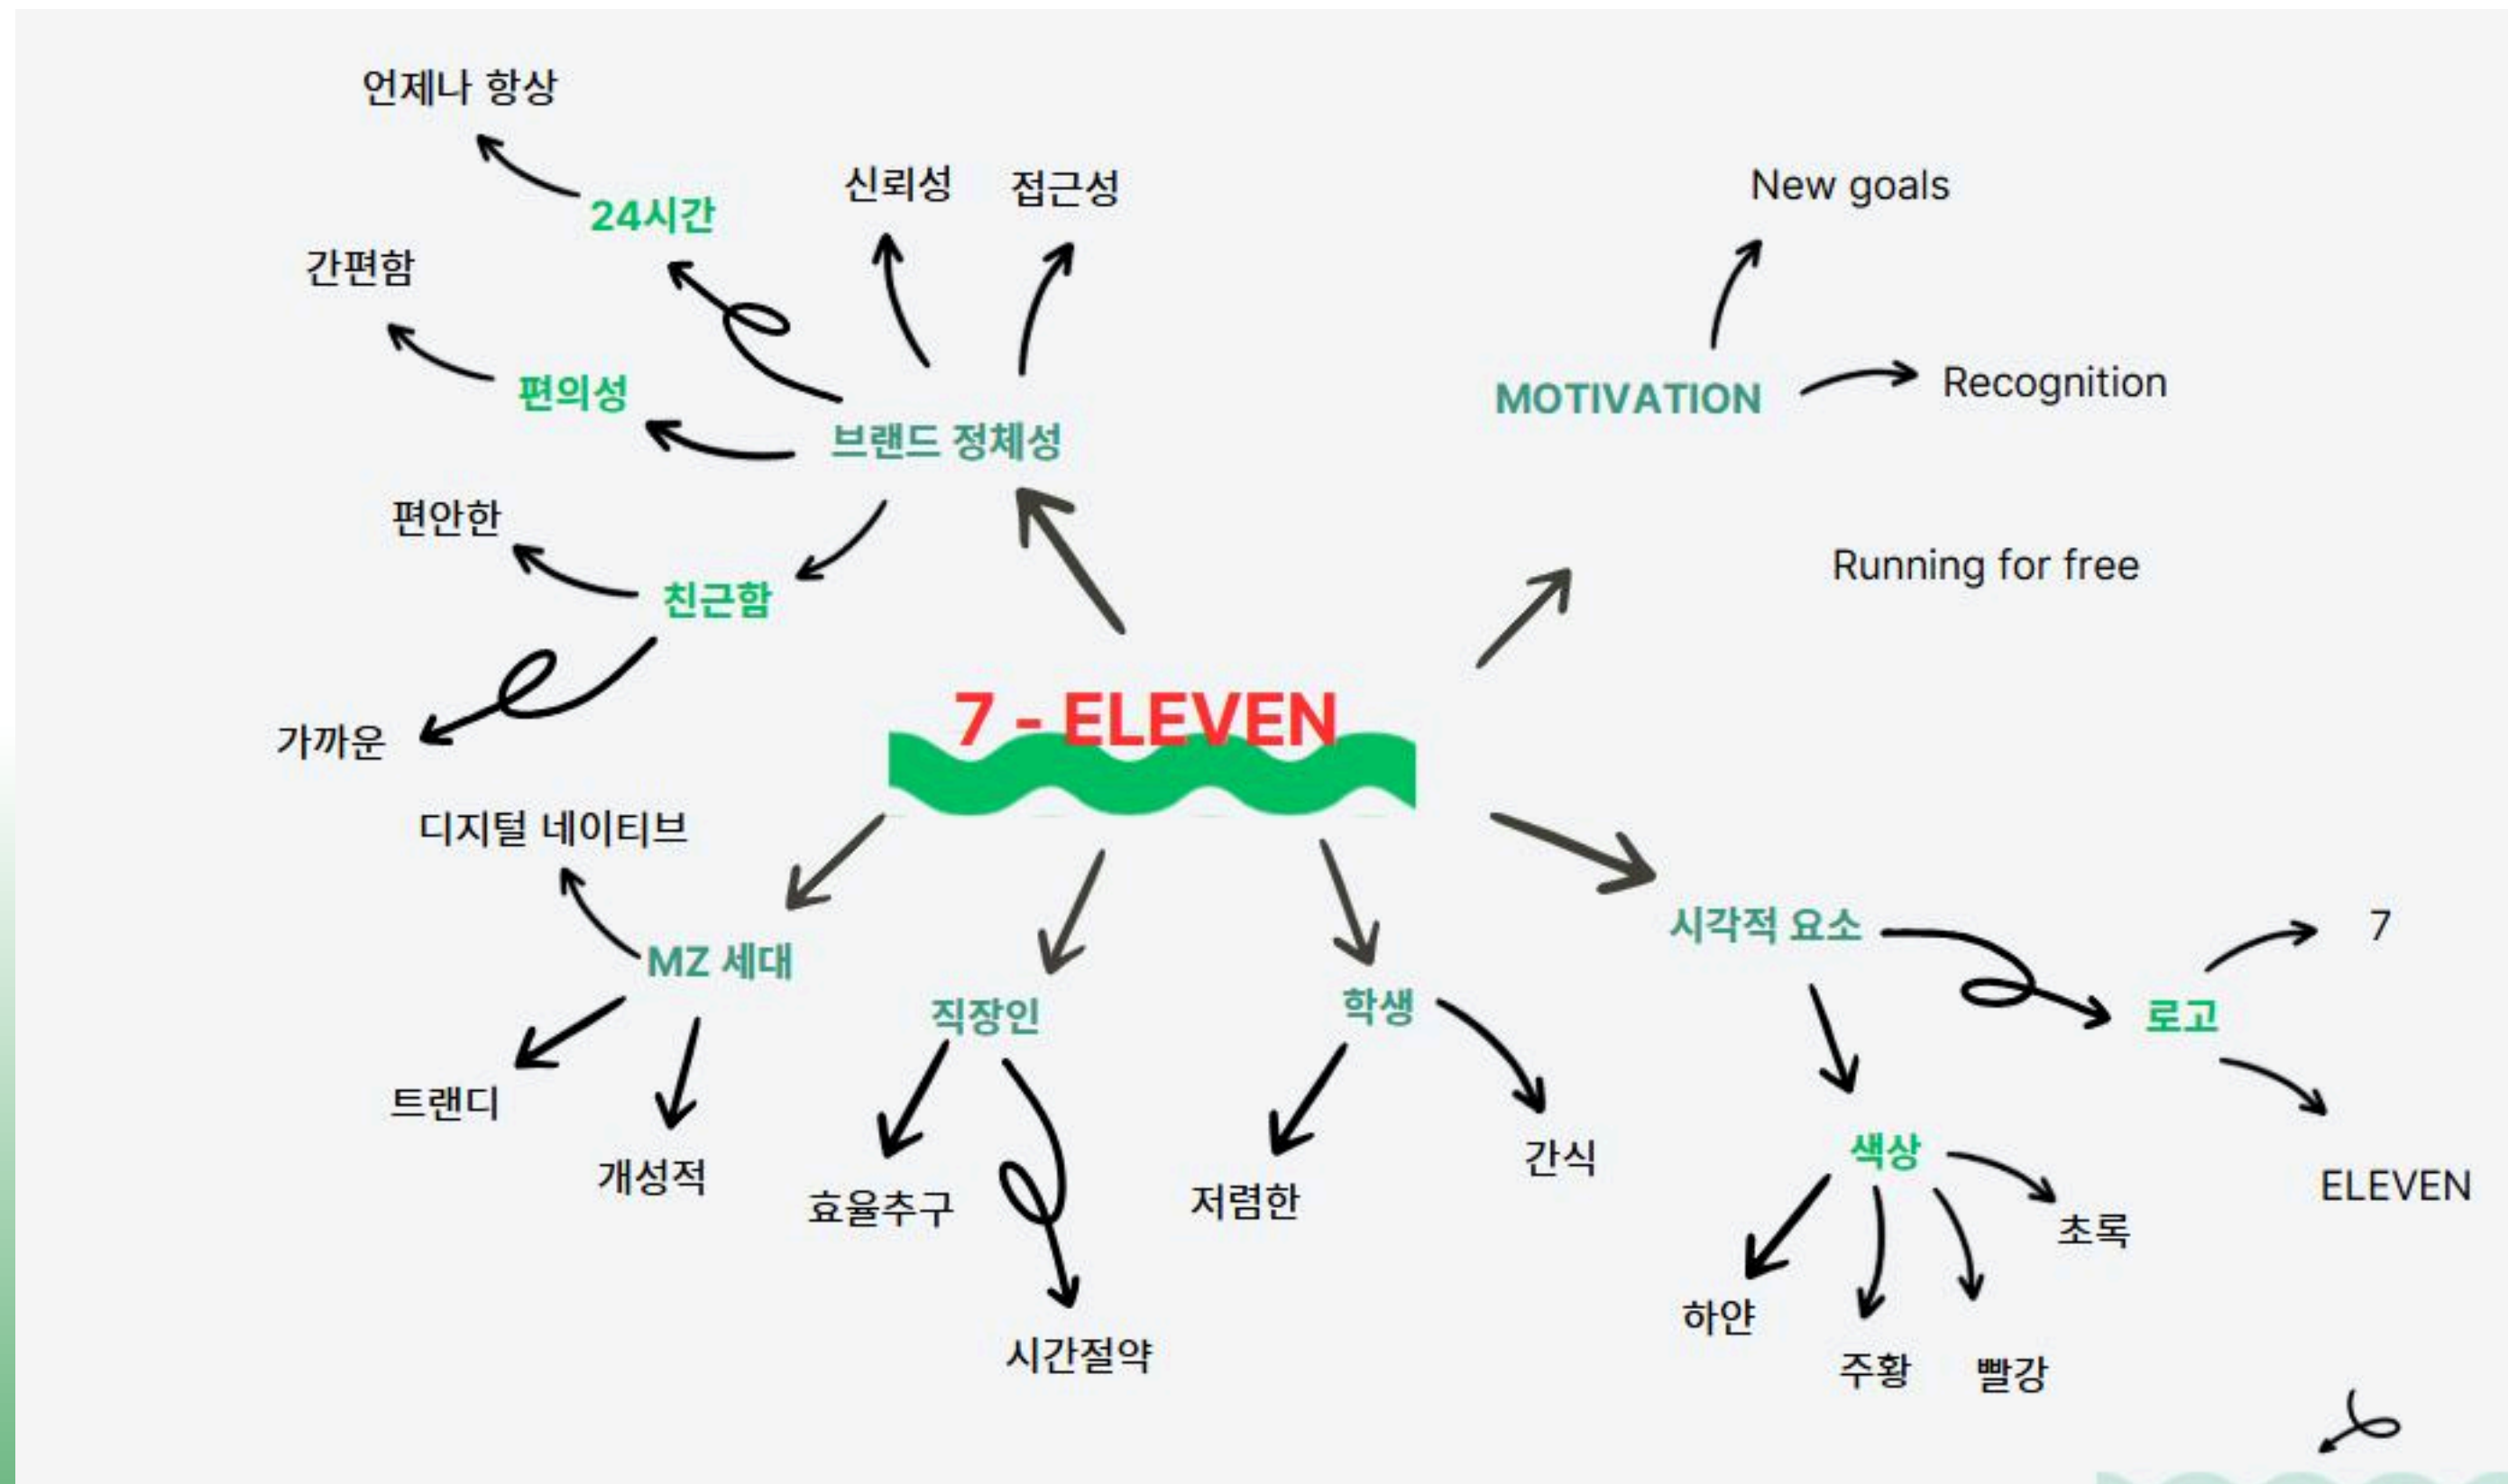 언제나 항상
24시간
신뢰성
접근성
간편함
편의성
브랜드 정체성
편안한
친근함
가까운
New goals
MOTIVATION
Recognition
Running for free
7 - ELEVEN
디지털 네이티브
MZ 세대
트랜디
개성적
직장인
효율추구
시간절약
학생
저렴한
간식
시각적 요소
로고
7
ELEVEN
색상
초록
하얀
주황
빨강